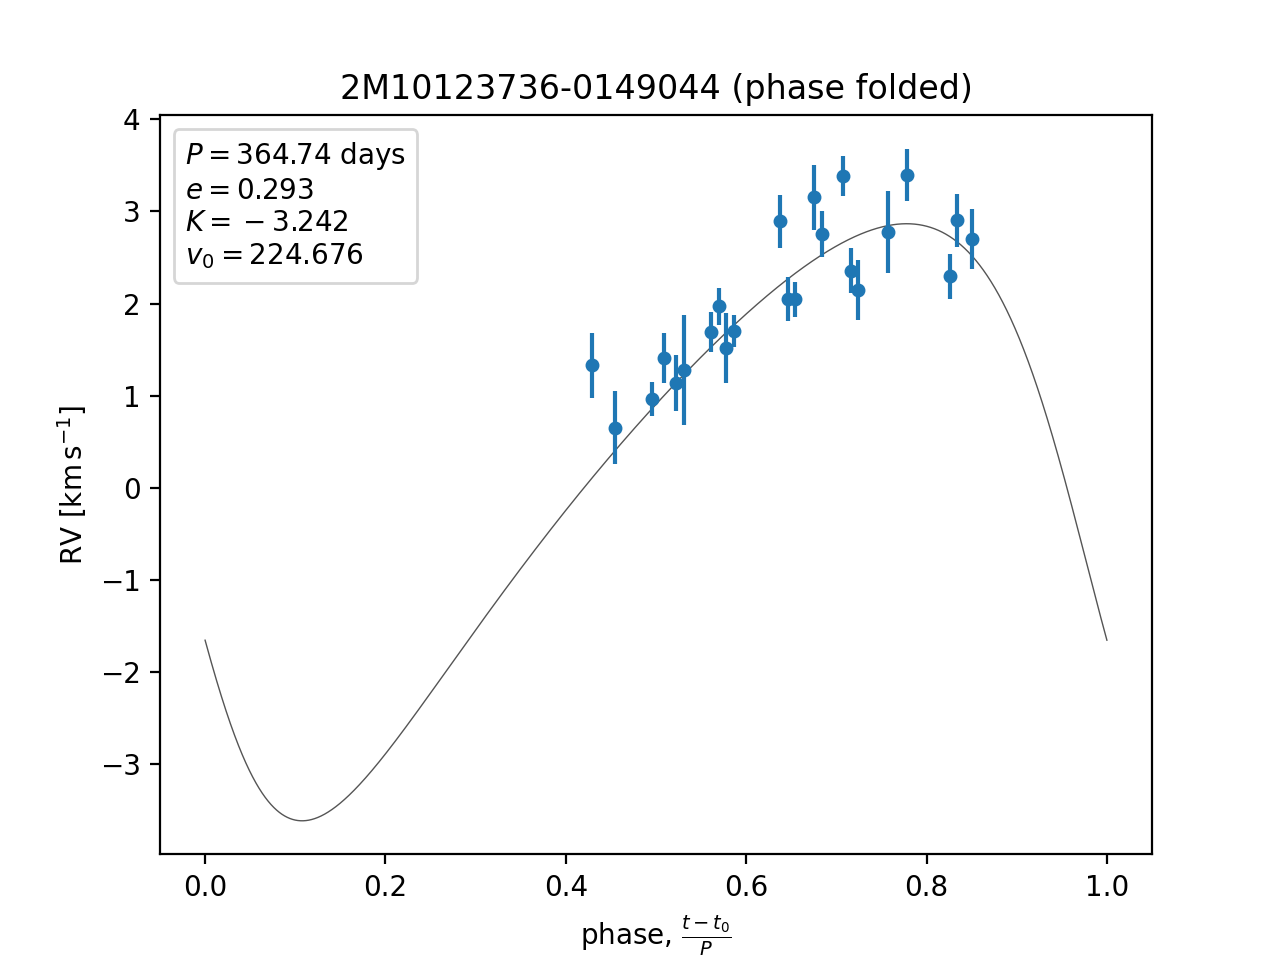 2M10123736-0149044 (phase folded)
P = 364.74 days
e = 0.293
K = −3.242
v₀ = 224.676
4
3
2
1
0
−1
−2
−3
RV [km s⁻¹]
0.0 0.2 0.4 0.6 0.8 1.0
phase, (t − t₀)/P